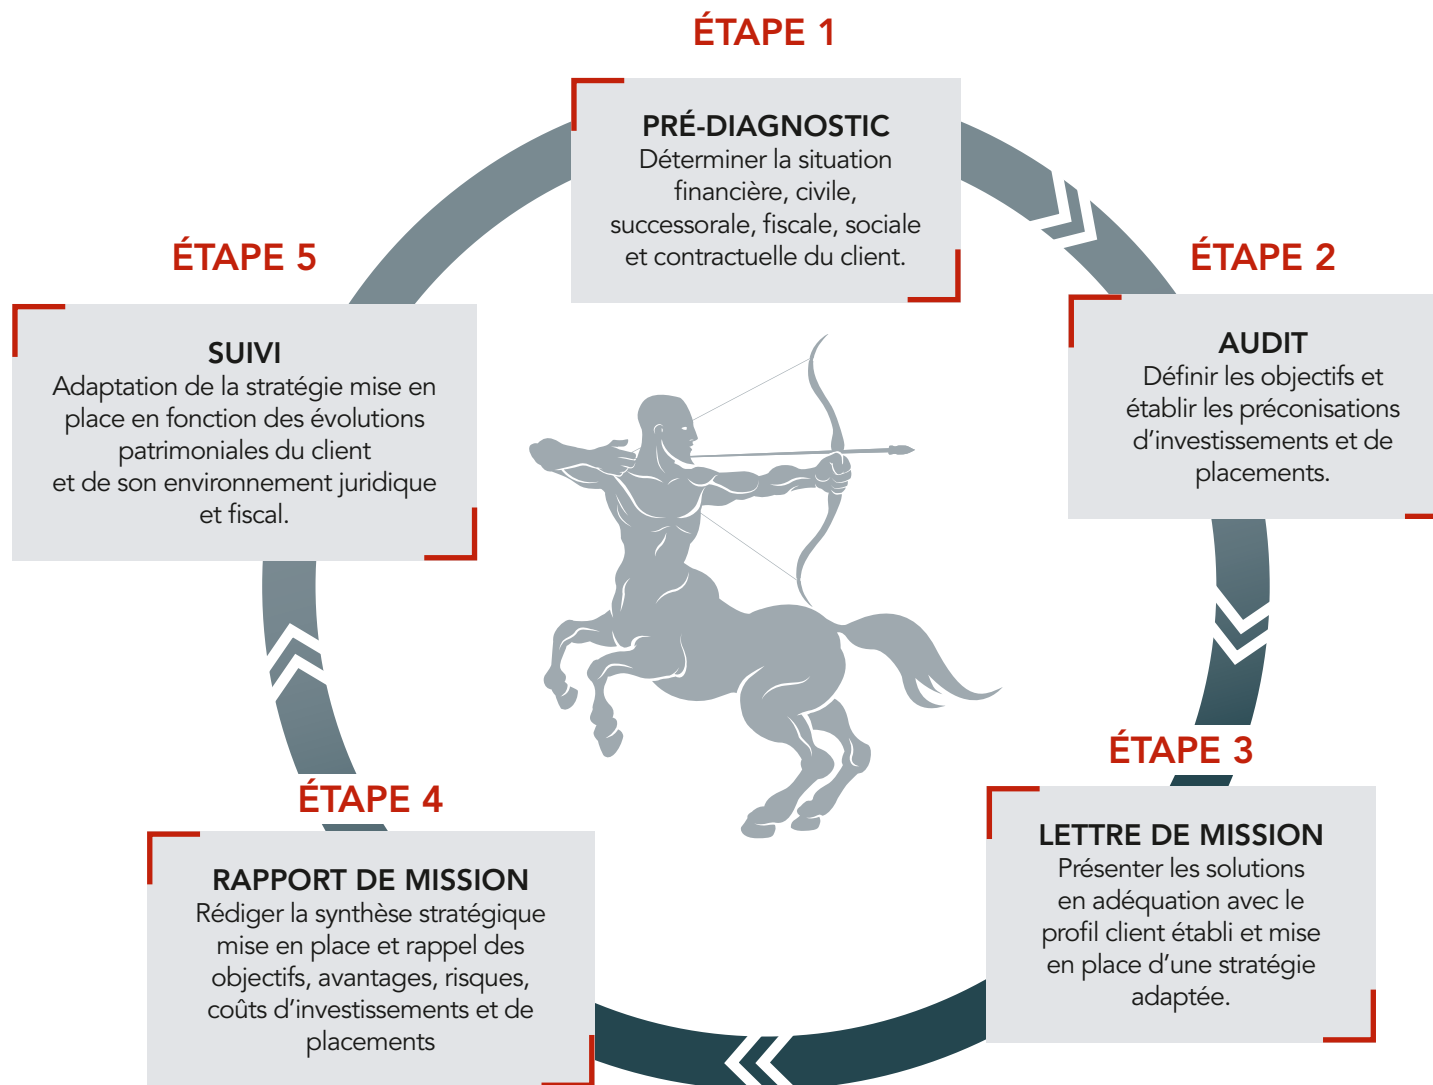 ÉTAPE 1
PRÉ-DIAGNOSTIC
Déterminer la situation
financière, civile,
successorale, fiscale, sociale
et contractuelle du client.
ÉTAPE 2
AUDIT
Définir les objectifs et
établir les préconisations
d’investissements et de
placements.
ÉTAPE 3
LETTRE DE MISSION
Présenter les solutions
en adéquation avec le
profil client établi et mise
en place d’une stratégie
adaptée.
ÉTAPE 4
RAPPORT DE MISSION
Rédiger la synthèse stratégique
mise en place et rappel des
objectifs, avantages, risques,
coûts d’investissements et de
placements
ÉTAPE 5
SUIVI
Adaptation de la stratégie mise en
place en fonction des évolutions
patrimoniales du client
et de son environnement juridique
et fiscal.